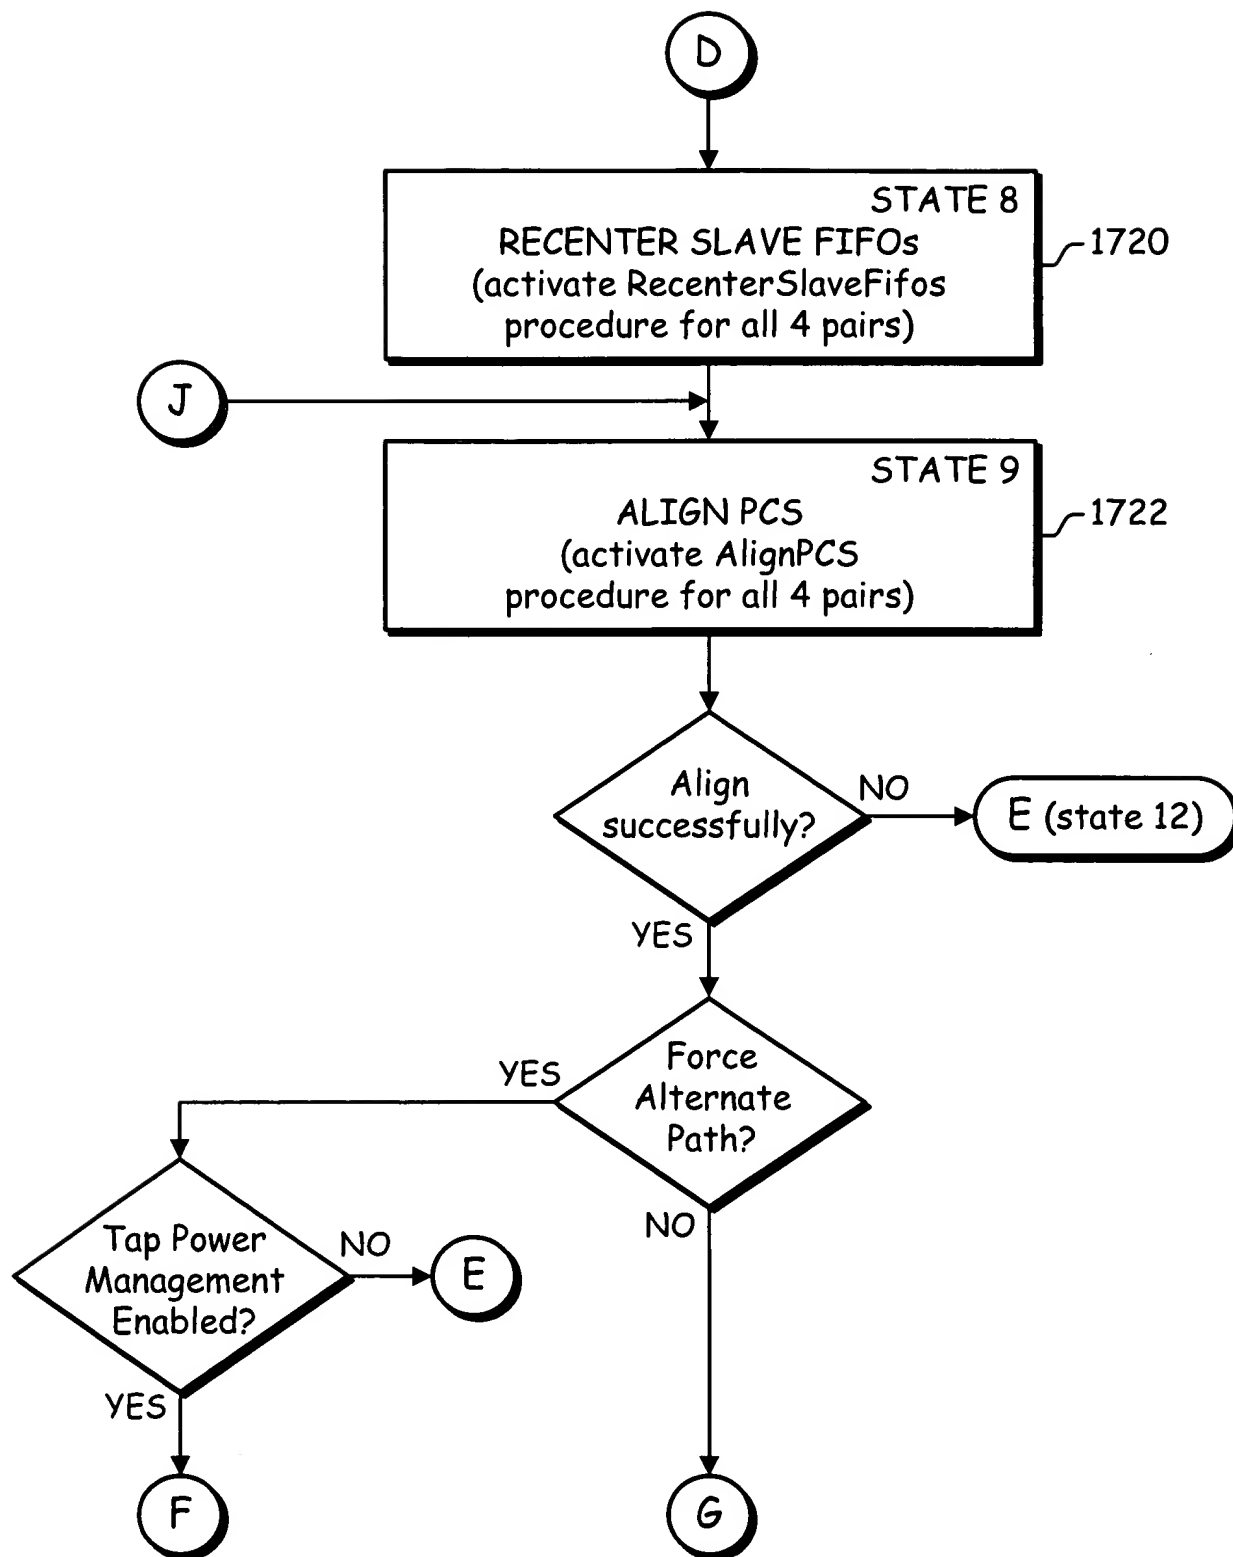 D
STATE 8
RECENTER SLAVE FIFOs
(activate RecenterSlaveFifos
procedure for all 4 pairs)
1720
J
STATE 9
ALIGN PCS
(activate AlignPCS
procedure for all 4 pairs)
1722
Align
successfully?
NO
E (state 12)
YES
Force
Alternate
Path?
YES
NO
Tap Power
Management
Enabled?
NO
E
YES
F
G